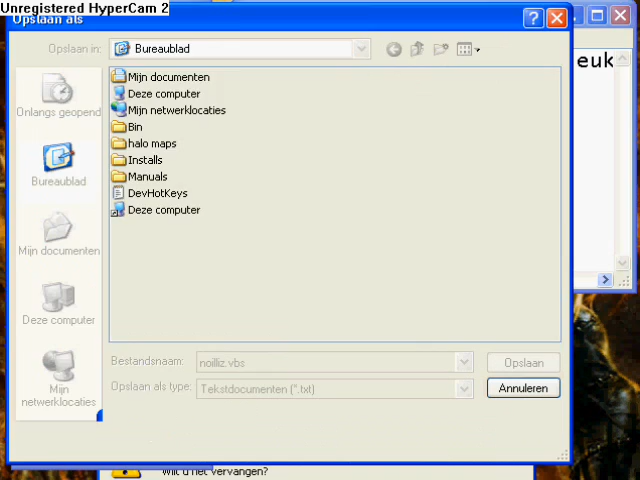 Unregistered HyperCam 2
Opslaan als
Opslaan in:
Bureaublad
euk
Onlangs geopend
Bureaublad
Mijn documenten
Deze computer
Mijn
netwerklocaties
Mijn documenten
Deze computer
Mijn netwerklocaties
Bin
halo maps
Installs
Manuals
DevHotKeys
Deze computer
Bestandsnaam:
noilliz.vbs
Opslaan
Opslaan als type:
Tekstdocumenten (*.txt)
Annuleren
Wilt u het vervangen?